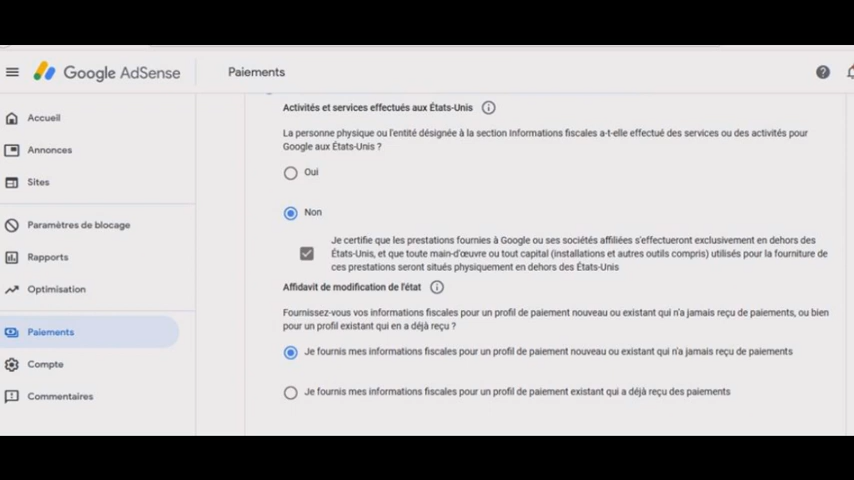 Google AdSense
Paiements
Accueil
Annonces
Sites
Paramètres de blocage
Rapports
Optimisation
Paiements
Compte
Commentaires
Activités et services effectués aux États-Unis
La personne physique ou l'entité désignée à la section Informations fiscales a-t-elle effectué des services ou des activités pour
Google aux États-Unis ?
Oui
Non
Je certifie que les prestations fournies à Google ou ses sociétés affiliées s'effectueront exclusivement en dehors des
États-Unis, et que toute main-d'œuvre ou tout capital (installations et autres outils compris) utilisés pour la fourniture de
ces prestations seront situés physiquement en dehors des États-Unis
Affidavit de modification de l'état
Fournissez-vous vos informations fiscales pour un profil de paiement nouveau ou existant qui n'a jamais reçu de paiements, ou bien
pour un profil existant qui en a déjà reçu ?
Je fournis mes informations fiscales pour un profil de paiement nouveau ou existant qui n'a jamais reçu de paiements
Je fournis mes informations fiscales pour un profil de paiement existant qui a déjà reçu des paiements